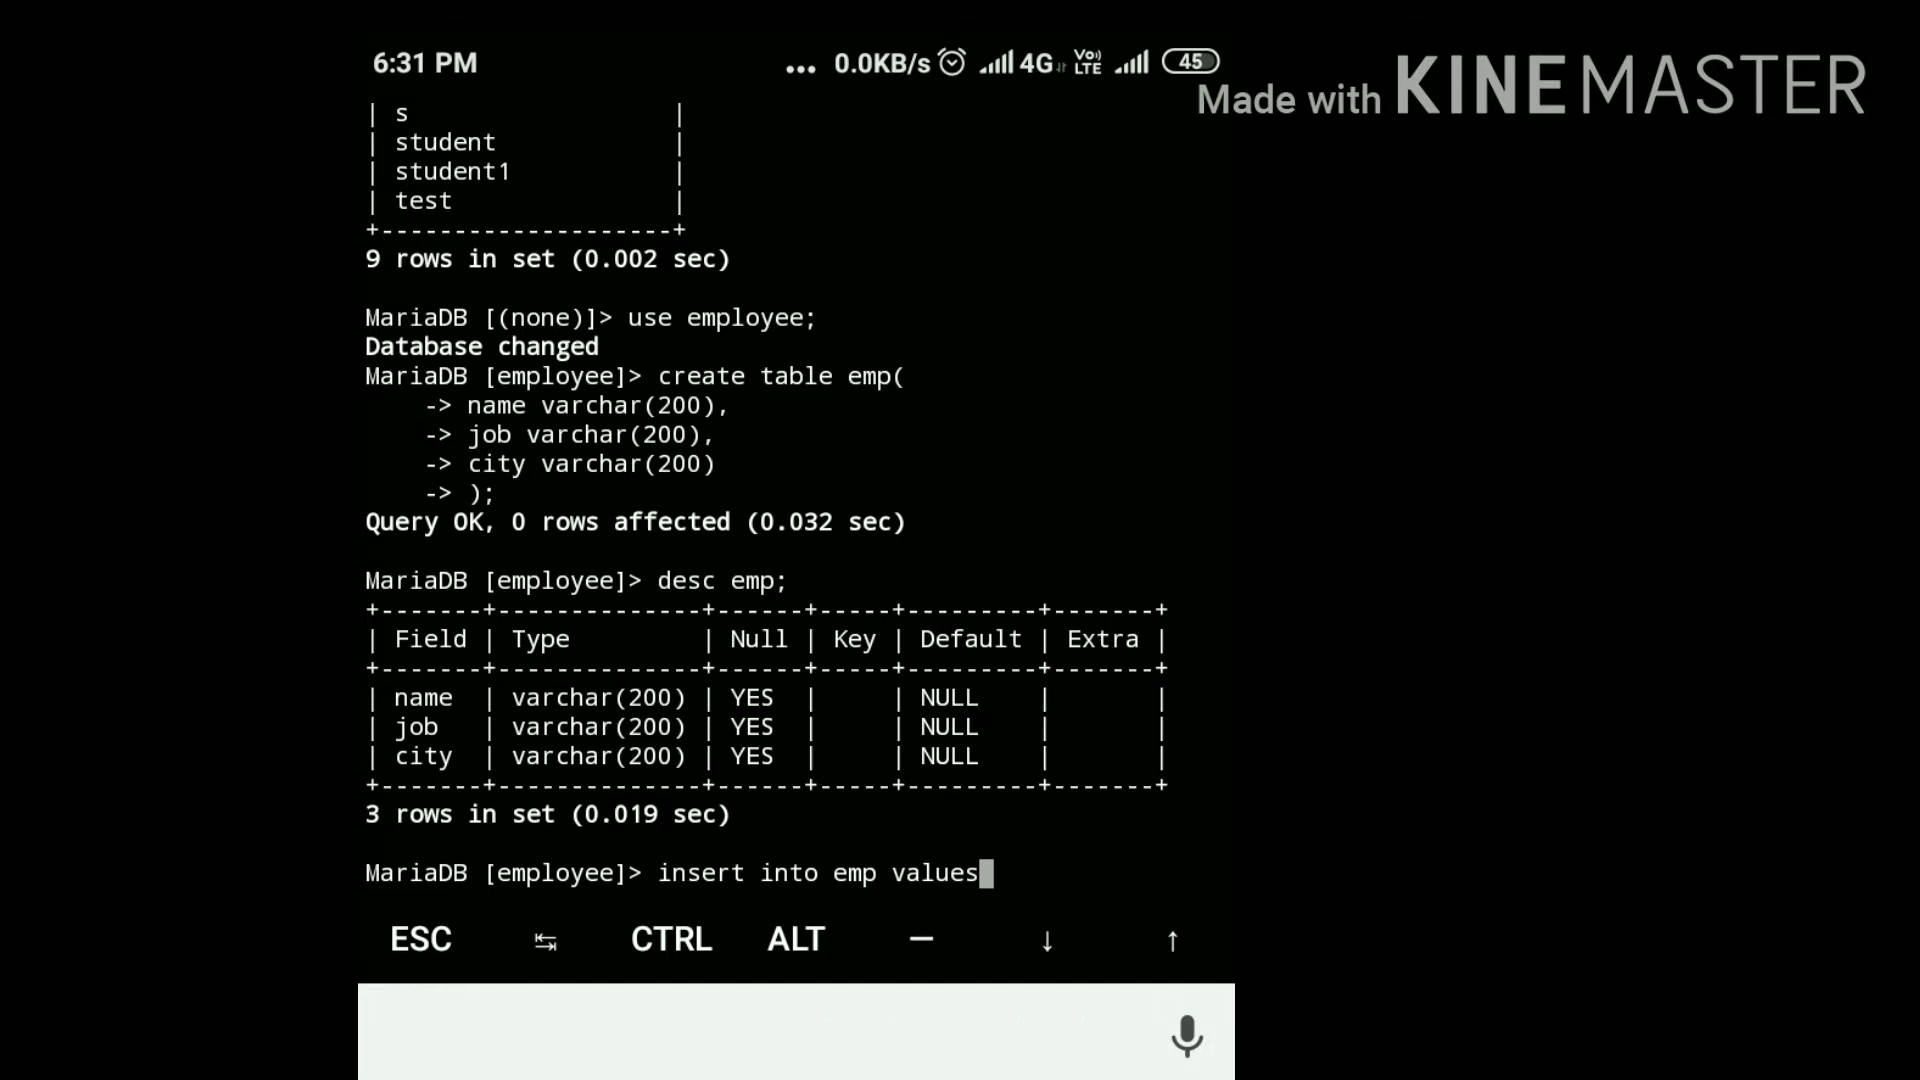 6:31 PM ... 0.0KB/s 4G Vo)) LTE 45
Made with KINEMASTER
| s                  |
| student            |
| student1           |
| test               |
+--------------------+
9 rows in set (0.002 sec)
MariaDB [(none)]> use employee;
Database changed
MariaDB [employee]> create table emp(
    -> name varchar(200),
    -> job varchar(200),
    -> city varchar(200)
    -> );
Query OK, 0 rows affected (0.032 sec)
MariaDB [employee]> desc emp;
+-------+--------------+------+-----+---------+-------+
| Field | Type         | Null | Key | Default | Extra |
+-------+--------------+------+-----+---------+-------+
| name  | varchar(200) | YES  |     | NULL    |       |
| job   | varchar(200) | YES  |     | NULL    |       |
| city  | varchar(200) | YES  |     | NULL    |       |
+-------+--------------+------+-----+---------+-------+
3 rows in set (0.019 sec)
MariaDB [employee]> insert into emp values
ESC ⇆ CTRL ALT — ↓ ↑